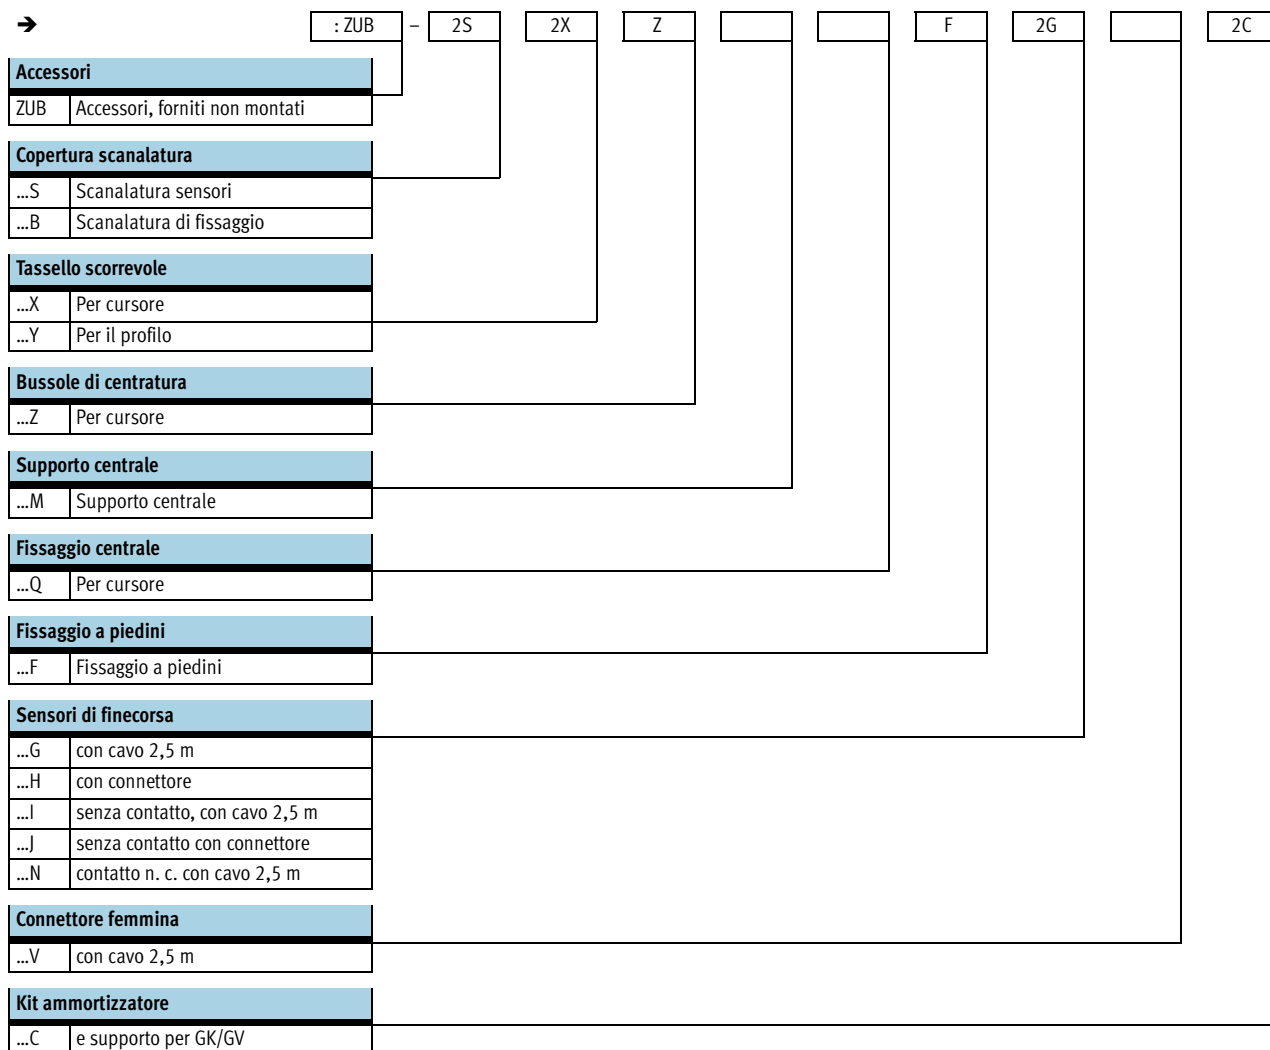 ➔ : ZUB – 2S 2X Z F 2G 2C
Accessori
ZUB Accessori, forniti non montati
Copertura scanalatura
...S Scanalatura sensori
...B Scanalatura di fissaggio
Tassello scorrevole
...X Per cursore
...Y Per il profilo
Bussole di centratura
...Z Per cursore
Supporto centrale
...M Supporto centrale
Fissaggio centrale
...Q Per cursore
Fissaggio a piedini
...F Fissaggio a piedini
Sensori di finecorsa
...G con cavo 2,5 m
...H con connettore
...I senza contatto, con cavo 2,5 m
...J senza contatto con connettore
...N contatto n. c. con cavo 2,5 m
Connettore femmina
...V con cavo 2,5 m
Kit ammortizzatore
...C e supporto per GK/GV